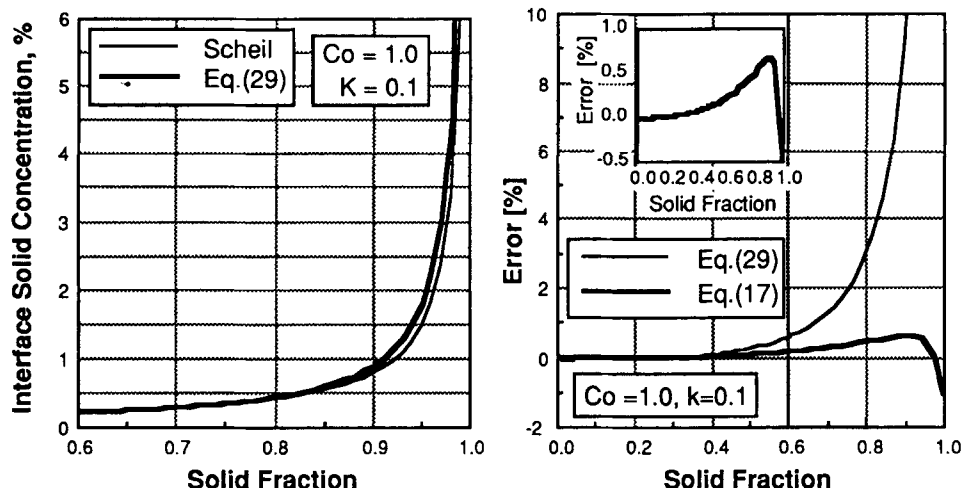 Interface Solid Concentration, %
6
5
4
3
2
1
0
Scheil
Eq.(29)
Co = 1.0
K = 0.1
0.6 0.7 0.8 0.9 1.0
Solid Fraction
Error [%]
10
8
6
4
2
0
-2
Error [%]
1.0
0.5
0.0
-0.5
0.0 0.2 0.4 0.6 0.8 1.0
Solid Fraction
Eq.(29)
Eq.(17)
Co =1.0, k=0.1
0.0 0.2 0.4 0.6 0.8 1.0
Solid Fraction